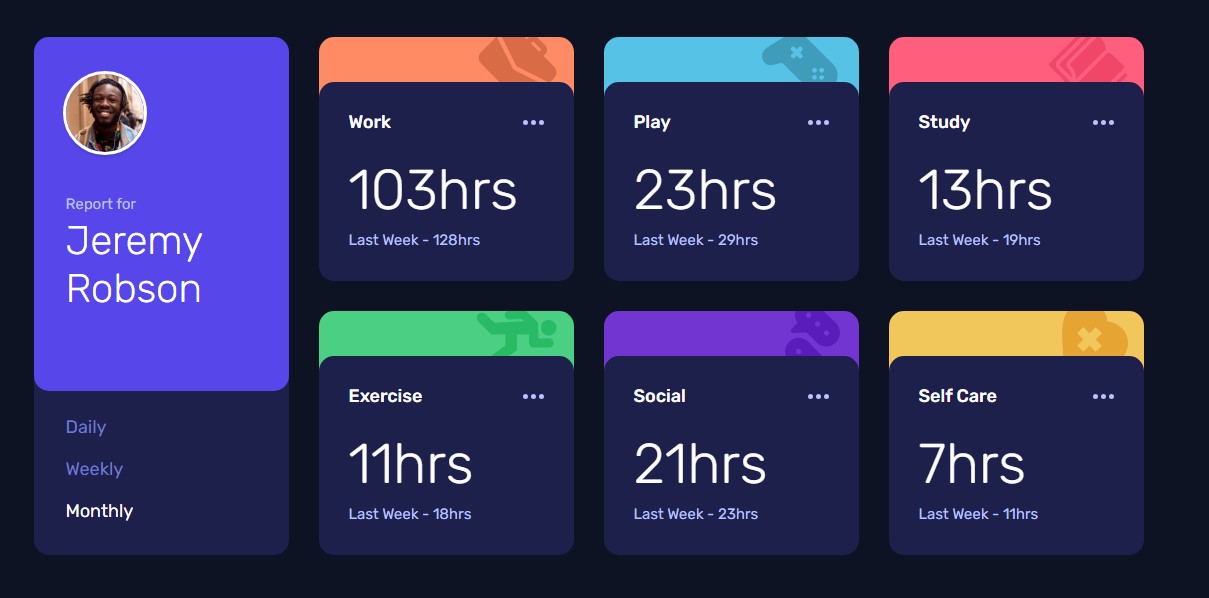 Report for
Jeremy
Robson
Daily
Weekly
Monthly
Work
103hrs
Last Week - 128hrs
Play
23hrs
Last Week - 29hrs
Study
13hrs
Last Week - 19hrs
Exercise
11hrs
Last Week - 18hrs
Social
21hrs
Last Week - 23hrs
Self Care
7hrs
Last Week - 11hrs